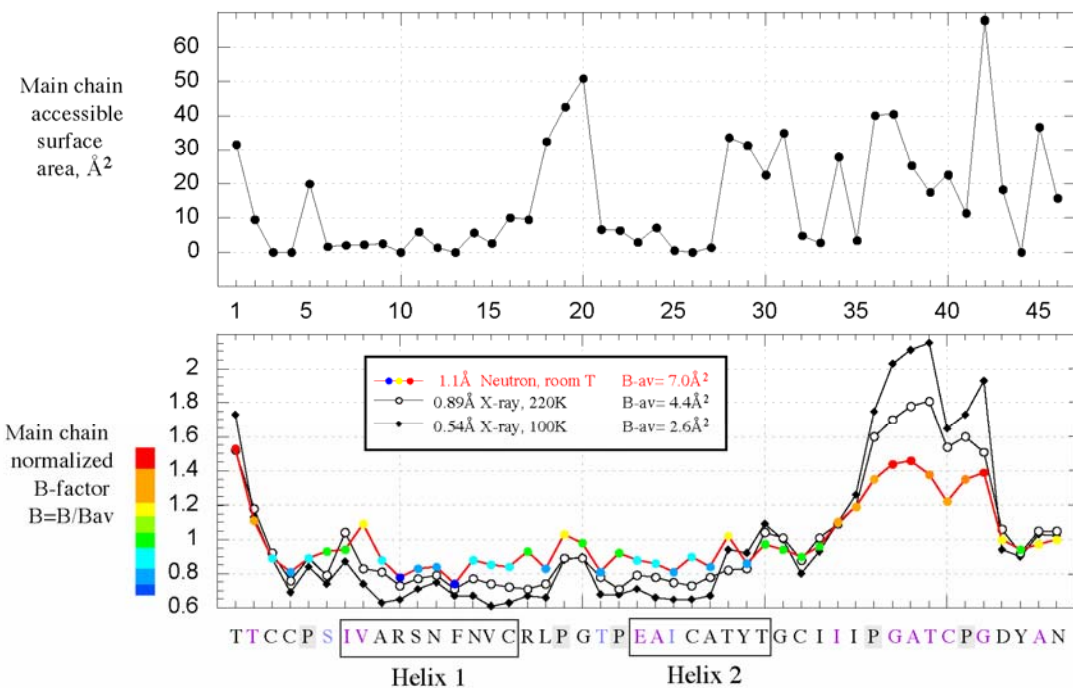 60
50
40
30
20
10
0
Main chain
accessible
surface
area, Å²
1 5 10 15 20 25 30 35 40 45
2
1.8
1.6
1.4
1.2
1
0.8
0.6
Main chain
normalized
B-factor
B=B/Bav
1.1Å Neutron, room T B-av= 7.0Å²
0.89Å X-ray, 220K B-av= 4.4Å²
0.54Å X-ray, 100K B-av= 2.6Å²
TTCCPSIVARSNFNVCRLPGTPEAICATYTGCIIIPGATCPGDYAN
Helix 1 Helix 2